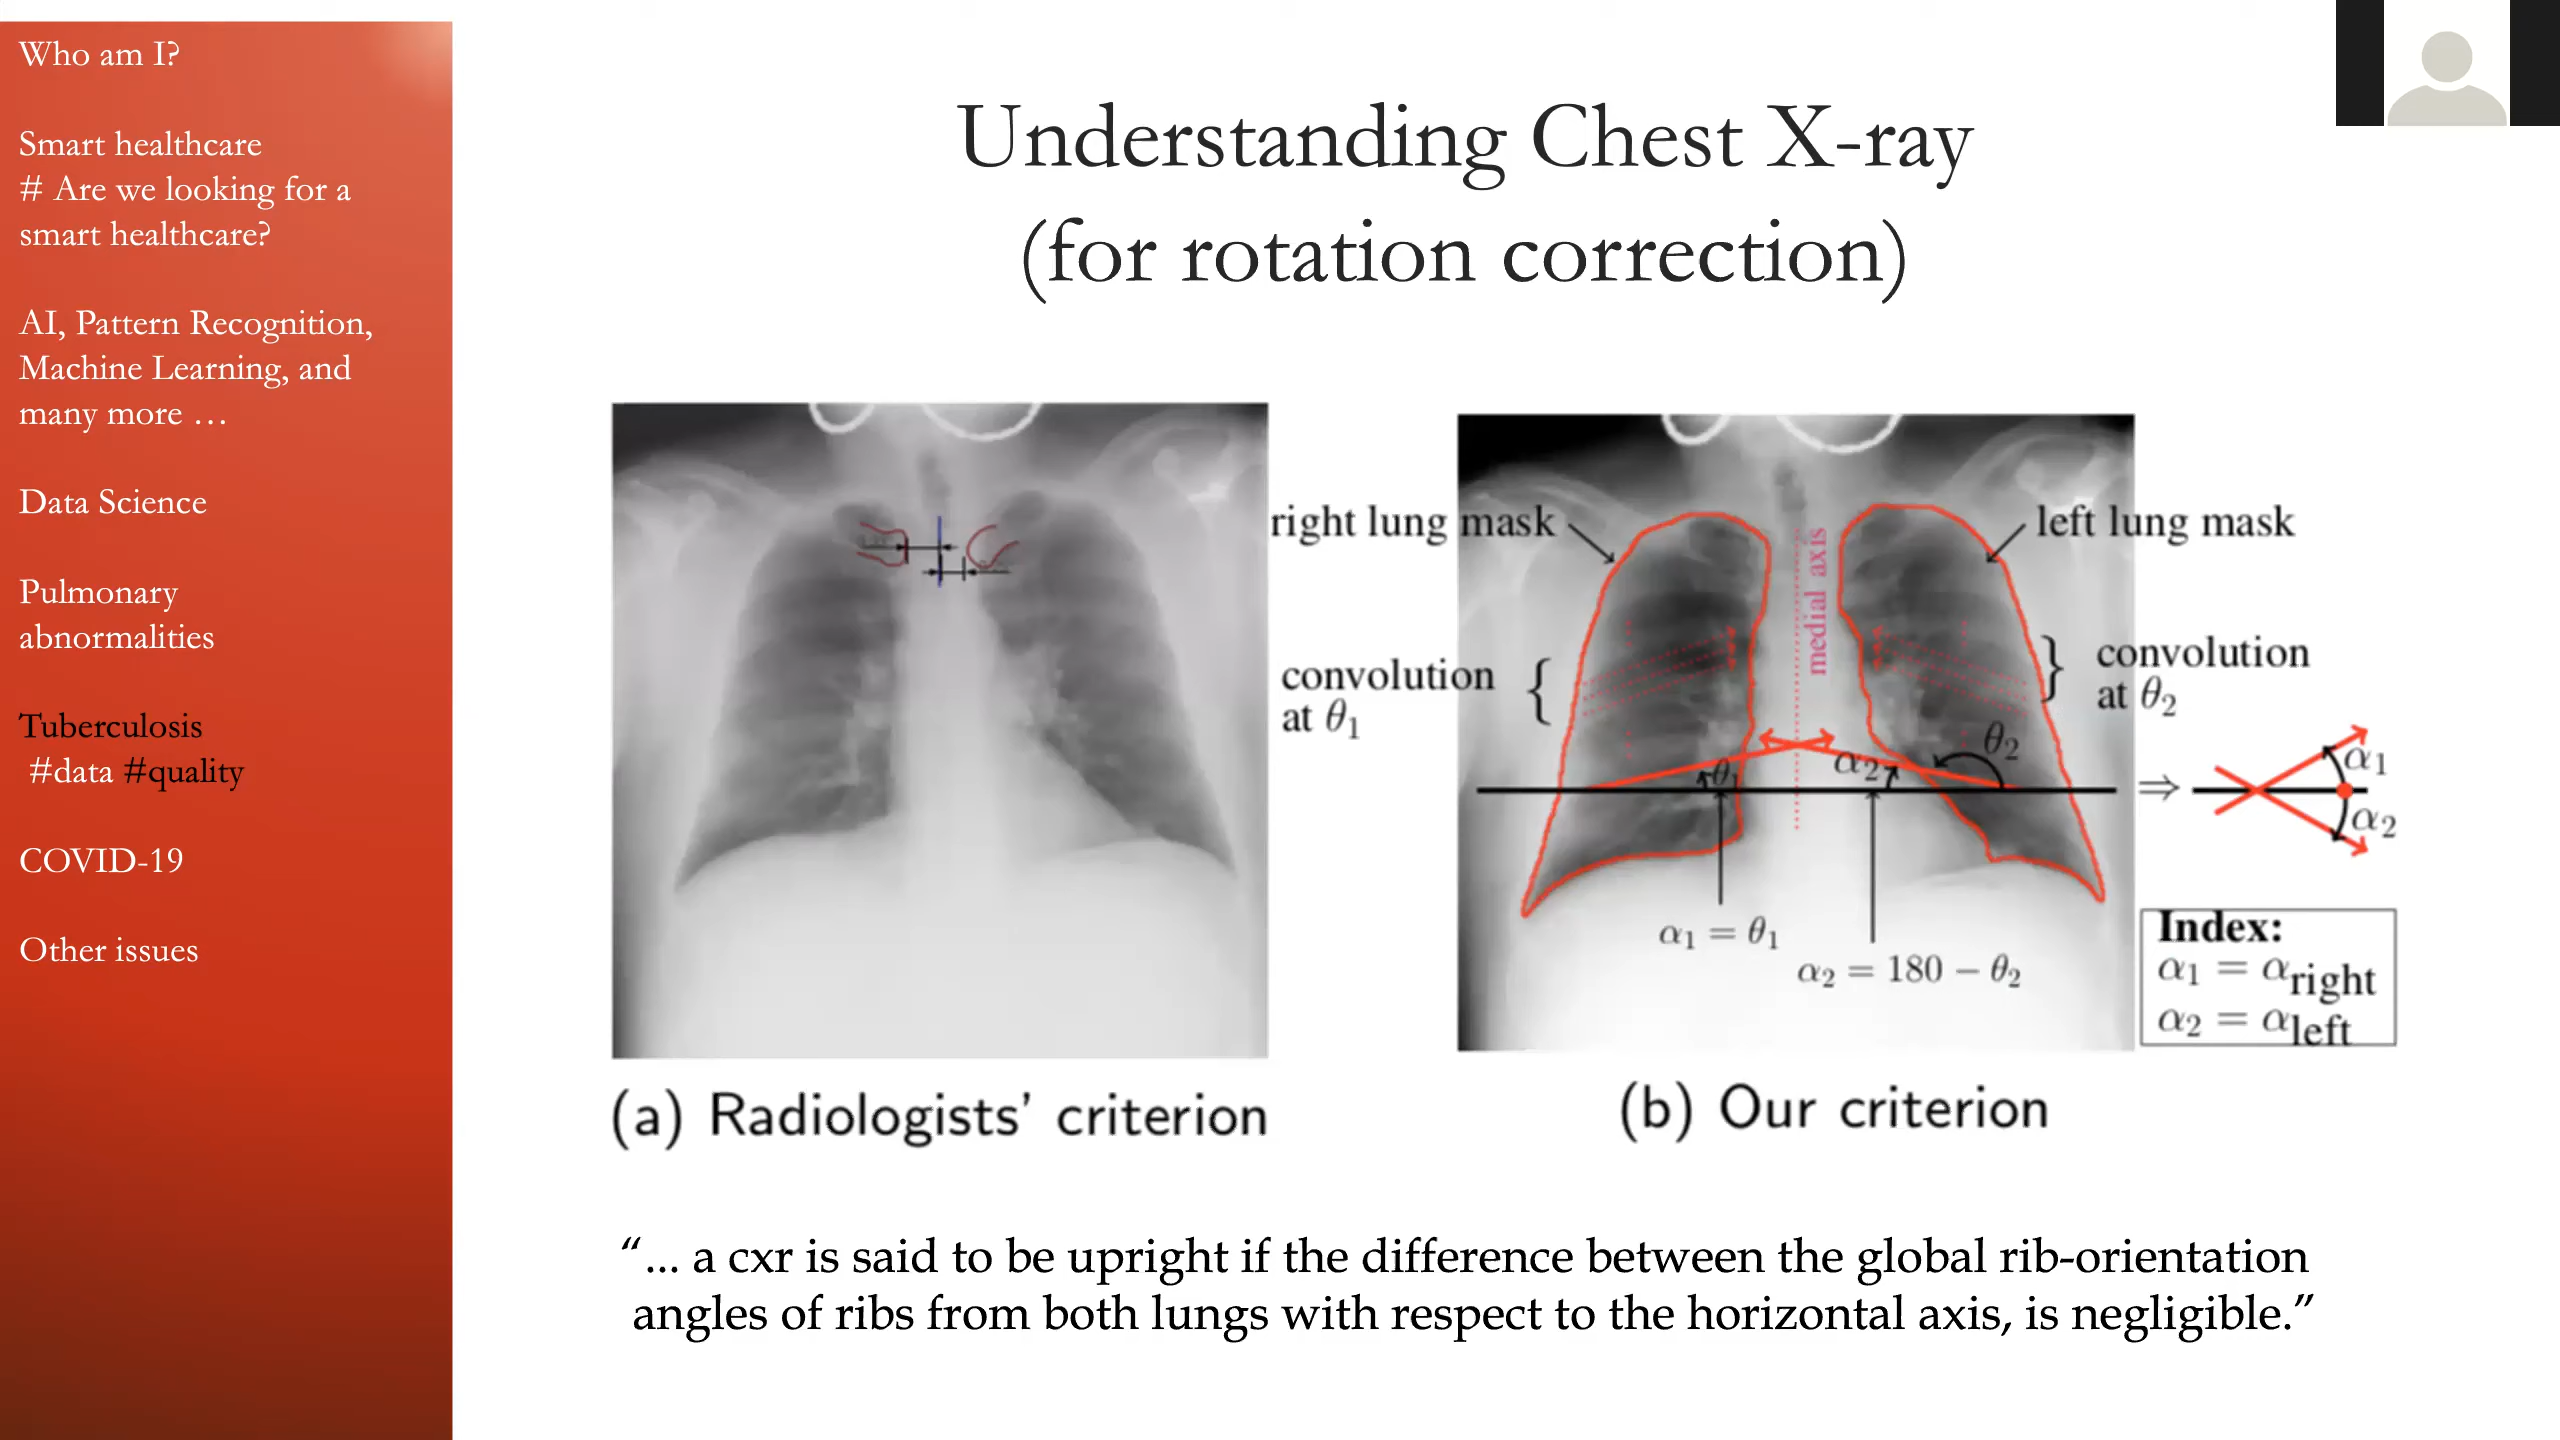 Who am I?
Smart healthcare
# Are we looking for a
smart healthcare?
AI, Pattern Recognition,
Machine Learning, and
many more …
Data Science
Pulmonary
abnormalities
Tuberculosis
#data #quality
COVID-19
Other issues
Understanding Chest X-ray
(for rotation correction)
right lung mask
left lung mask
medial axis
convolution
at θ1
convolution
at θ2
θ1
α2
θ2
α1
α2
α1 = θ1
α2 = 180 − θ2
Index:
α1 = αright
α2 = αleft
(a) Radiologists’ criterion
(b) Our criterion
“... a cxr is said to be upright if the difference between the global rib-orientation
angles of ribs from both lungs with respect to the horizontal axis, is negligible.”